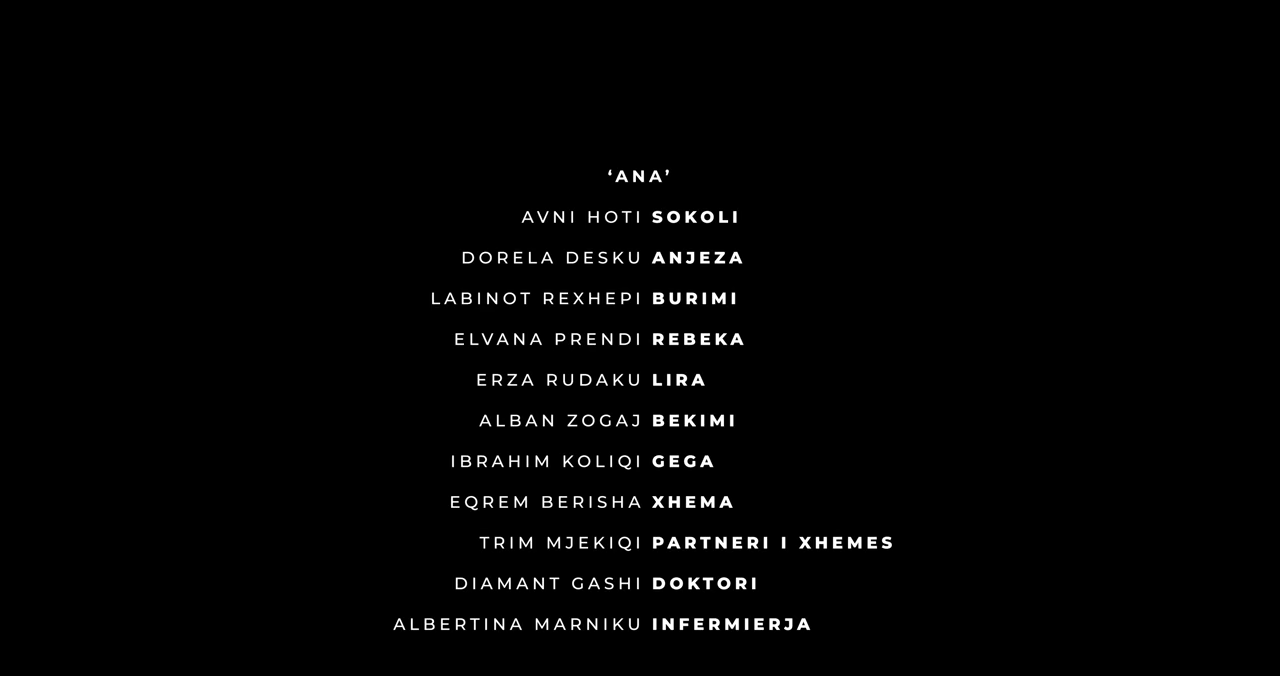 ‘ANA’
AVNI HOTI SOKOLI
DORELA DESKU ANJEZA
LABINOT REXHEPI BURIMI
ELVANA PRENDI REBEKA
ERZA RUDAKU LIRA
ALBAN ZOGAJ BEKIMI
IBRAHIM KOLIQI GEGA
EQREM BERISHA XHEMA
TRIM MJEKIQI PARTNERI I XHEMES
DIAMANT GASHI DOKTORI
ALBERTINA MARNIKU INFERMIERJA